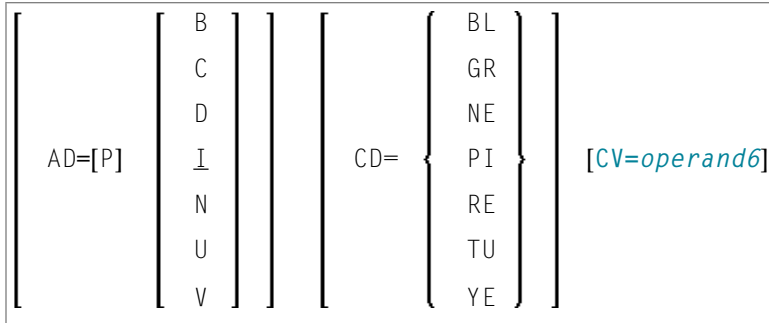 B BL
C GR
D NE
AD=[P] I CD= PI [CV=operand6]
N RE
U TU
V YE